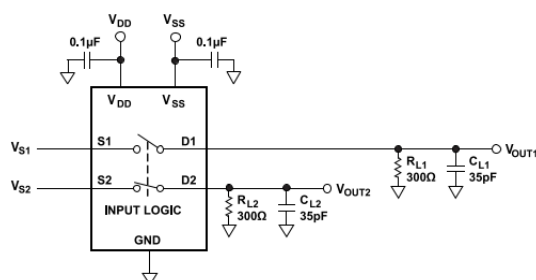 VDD VSS
0.1µF 0.1µF
VDD VSS
VS1 S1 D1 VOUT1
RL1 300Ω CL1 35pF
VS2 S2 D2 VOUT2
RL2 300Ω CL2 35pF
INPUT LOGIC
GND